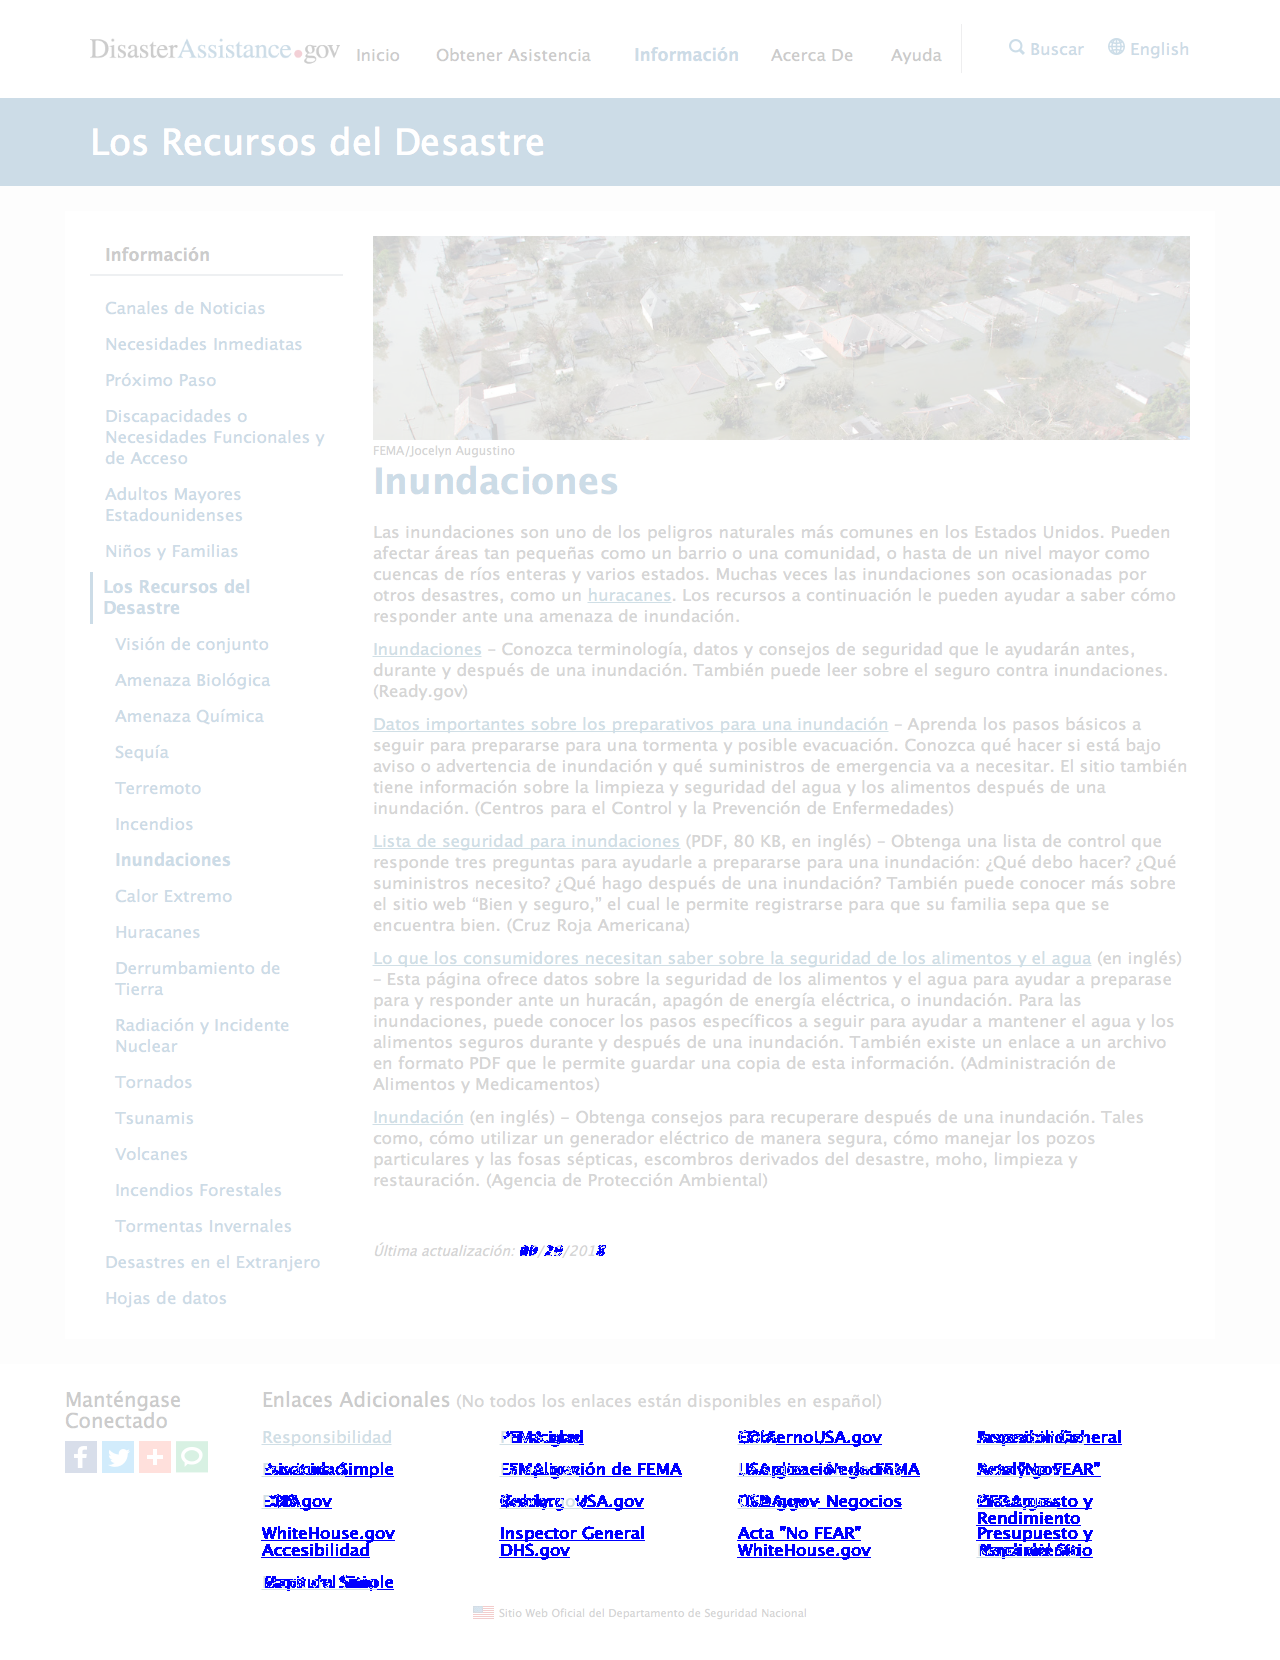 DisasterAssistance.gov
Inicio Obtener Asistencia Información Acerca De Ayuda Buscar English
Los Recursos del Desastre
Información
Canales de Noticias
Necesidades Inmediatas
Próximo Paso
Discapacidades o
Necesidades Funcionales y
de Acceso
Adultos Mayores
Estadounidenses
Niños y Familias
Los Recursos del
Desastre
Visión de conjunto
Amenaza Biológica
Amenaza Química
Sequía
Terremoto
Incendios
Inundaciones
Calor Extremo
Huracanes
Derrumbamiento de
Tierra
Radiación y Incidente
Nuclear
Tornados
Tsunamis
Volcanes
Incendios Forestales
Tormentas Invernales
Desastres en el Extranjero
Hojas de datos
FEMA/Jocelyn Augustino
Inundaciones
Las inundaciones son uno de los peligros naturales más comunes en los Estados Unidos. Pueden
afectar áreas tan pequeñas como un barrio o una comunidad, o hasta de un nivel mayor como
cuencas de ríos enteras y varios estados. Muchas veces las inundaciones son ocasionadas por
otros desastres, como un huracanes. Los recursos a continuación le pueden ayudar a saber cómo
responder ante una amenaza de inundación.
Inundaciones – Conozca terminología, datos y consejos de seguridad que le ayudarán antes,
durante y después de una inundación. También puede leer sobre el seguro contra inundaciones.
(Ready.gov)
Datos importantes sobre los preparativos para una inundación – Aprenda los pasos básicos a
seguir para prepararse para una tormenta y posible evacuación. Conozca qué hacer si está bajo
aviso o advertencia de inundación y qué suministros de emergencia va a necesitar. El sitio también
tiene información sobre la limpieza y seguridad del agua y los alimentos después de una
inundación. (Centros para el Control y la Prevención de Enfermedades)
Lista de seguridad para inundaciones (PDF, 80 KB, en inglés) – Obtenga una lista de control que
responde tres preguntas para ayudarle a prepararse para una inundación: ¿Qué debo hacer? ¿Qué
suministros necesito? ¿Qué hago después de una inundación? También puede conocer más sobre
el sitio web “Bien y seguro,” el cual le permite registrarse para que su familia sepa que se
encuentra bien. (Cruz Roja Americana)
Lo que los consumidores necesitan saber sobre la seguridad de los alimentos y el agua (en inglés)
– Esta página ofrece datos sobre la seguridad de los alimentos y el agua para ayudar a preparase
para y responder ante un huracán, apagón de energía eléctrica, o inundación. Para las
inundaciones, puede conocer los pasos específicos a seguir para ayudar a mantener el agua y los
alimentos seguros durante y después de una inundación. También existe un enlace a un archivo
en formato PDF que le permite guardar una copia de esta información. (Administración de
Alimentos y Medicamentos)
Inundación (en inglés) – Obtenga consejos para recuperare después de una inundación. Tales
como, cómo utilizar un generador eléctrico de manera segura, cómo manejar los pozos
particulares y las fosas sépticas, escombros derivados del desastre, moho, limpieza y
restauración. (Agencia de Protección Ambiental)
Última actualización:
Manténgase
Conectado
Enlaces Adicionales (No todos los enlaces están disponibles en español)
Responsibilidad
Rendimiento
WhiteHouse.gov Inspector General Acta "No FEAR" Presupuesto y
Accesibilidad DHS.gov WhiteHouse.gov
Sitio Web Oficial del Departamento de Seguridad Nacional